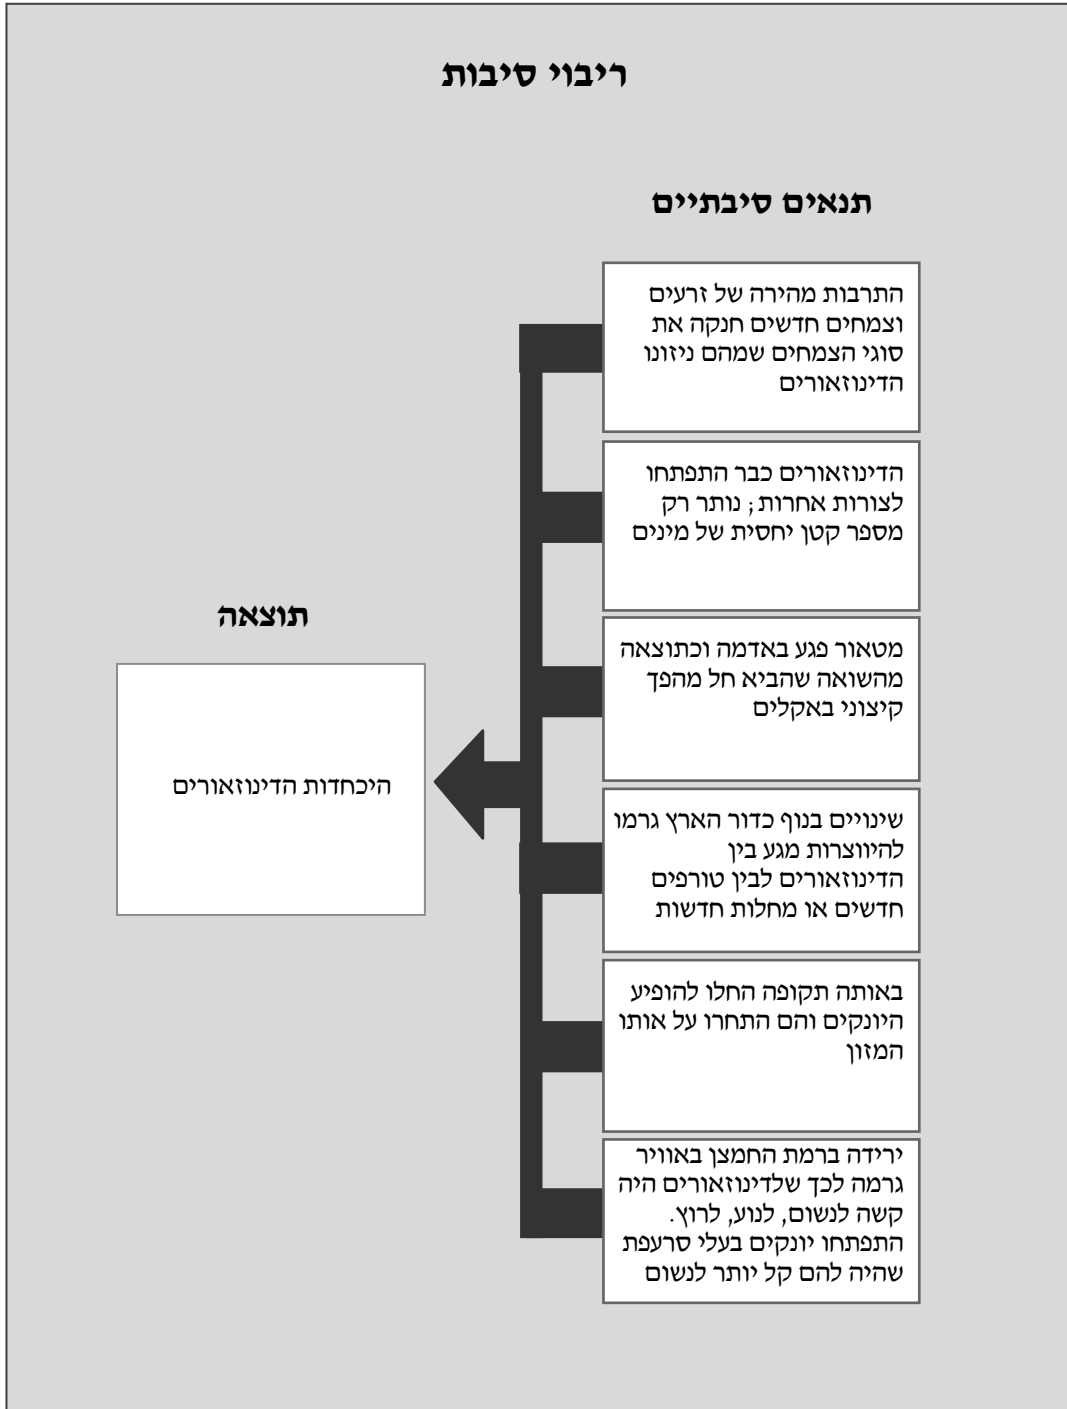 ריבוי סיבות
תנאים סיבתיים
התרבות מהירה של זרעים
וצמחים חדשים חנקה את
סוגי הצמחים שמהם ניזונו
הדינוזאורים
הדינוזאורים כבר התפתחו
לצורות אחרות; נותר רק
מספר קטן יחסית של מינים
מטאור פגע באדמה וכתוצאה
מהשואה שהביא חל מהפך
קיצוני באקלים
שינויים בנוף כדור הארץ גרמו
להיווצרות מגע בין
הדינוזאורים לבין טורפים
חדשים או מחלות חדשות
באותה תקופה החלו להופיע
היונקים והם התחרו על אותו
המזון
ירידה ברמת החמצן באוויר
גרמה לכך שלדינוזאורים היה
קשה לנשום, לנוע, לרוץ.
התפתחו יונקים בעלי סרעפת
שהיה להם קל יותר לנשום
תוצאה
היכחדות הדינוזאורים